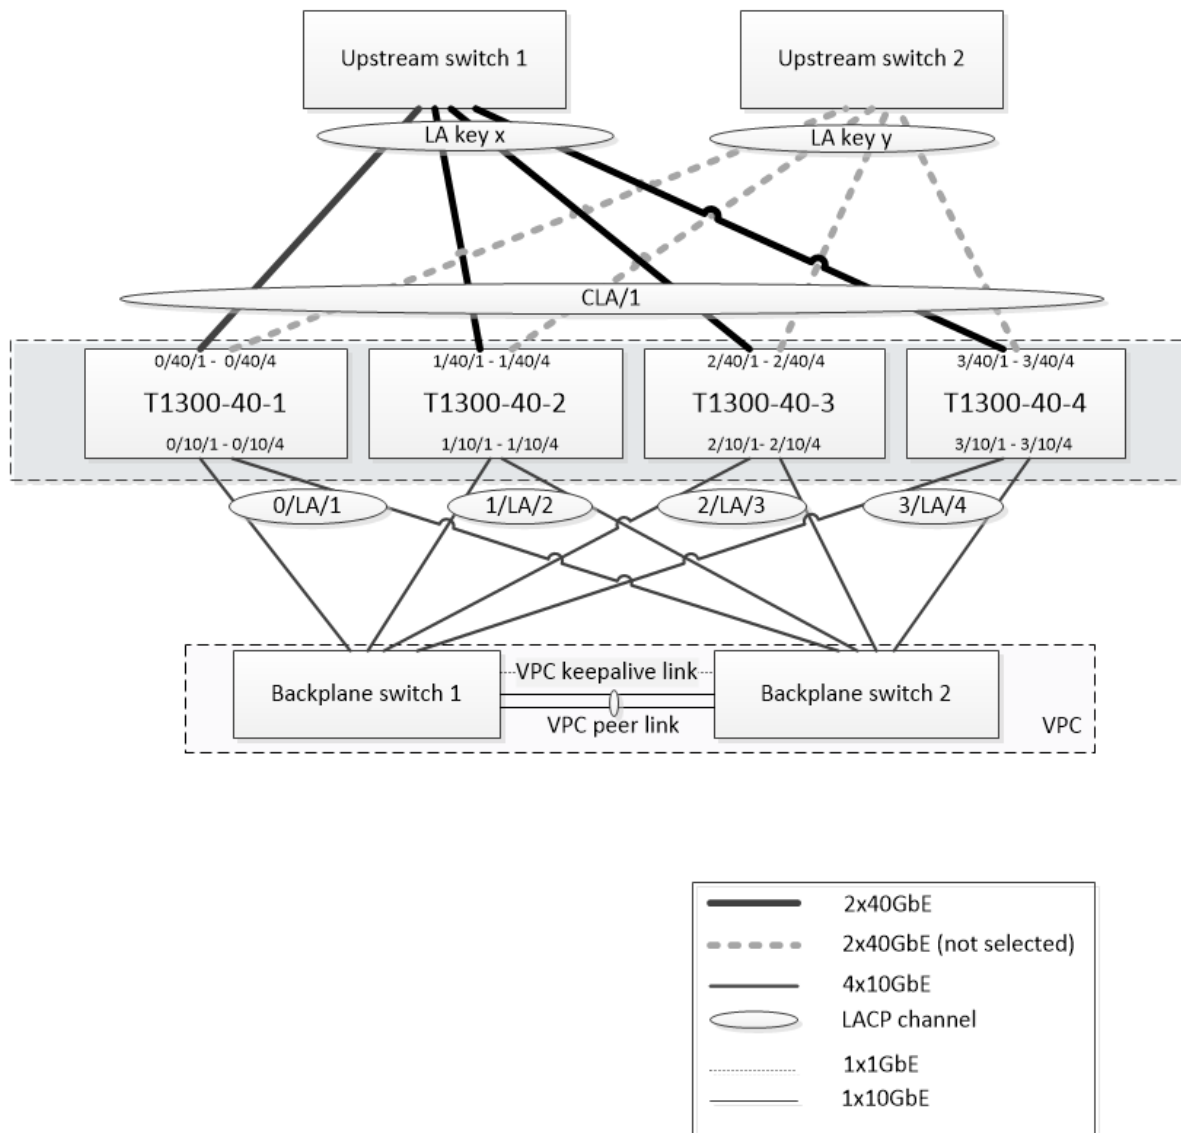 Upstream switch 1
Upstream switch 2
LA key x
LA key y
CLA/1
0/40/1 -  0/40/4
1/40/1 - 1/40/4
2/40/1 - 2/40/4
3/40/1 - 3/40/4
T1300-40-1
T1300-40-2
T1300-40-3
T1300-40-4
0/10/1 - 0/10/4
1/10/1 - 1/10/4
2/10/1- 2/10/4
3/10/1 - 3/10/4
0/LA/1
1/LA/2
2/LA/3
3/LA/4
Backplane switch 1
VPC keepalive link
Backplane switch 2
VPC peer link
VPC
2x40GbE
2x40GbE (not selected)
4x10GbE
LACP channel
1x1GbE
1x10GbE